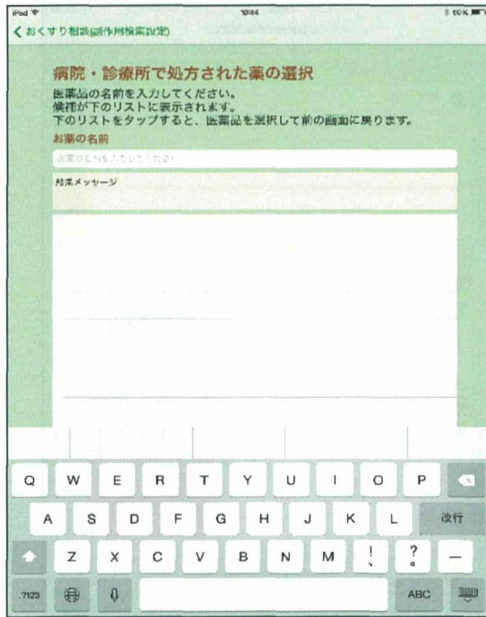 iPad
10:44
60%
おくすり相談(副作用検索設定)
病院・診療所で処方された薬の選択
医薬品の名前を入力してください。
候補が下のリストに表示されます。
下のリストをタップすると、医薬品を選択して前の画面に戻ります。
お薬の名前
結果メッセージ
Q W E R T Y U I O P
A S D F G H J K L 改行
Z X C V B N M ! 、 ? 。 —
.?123 ABC